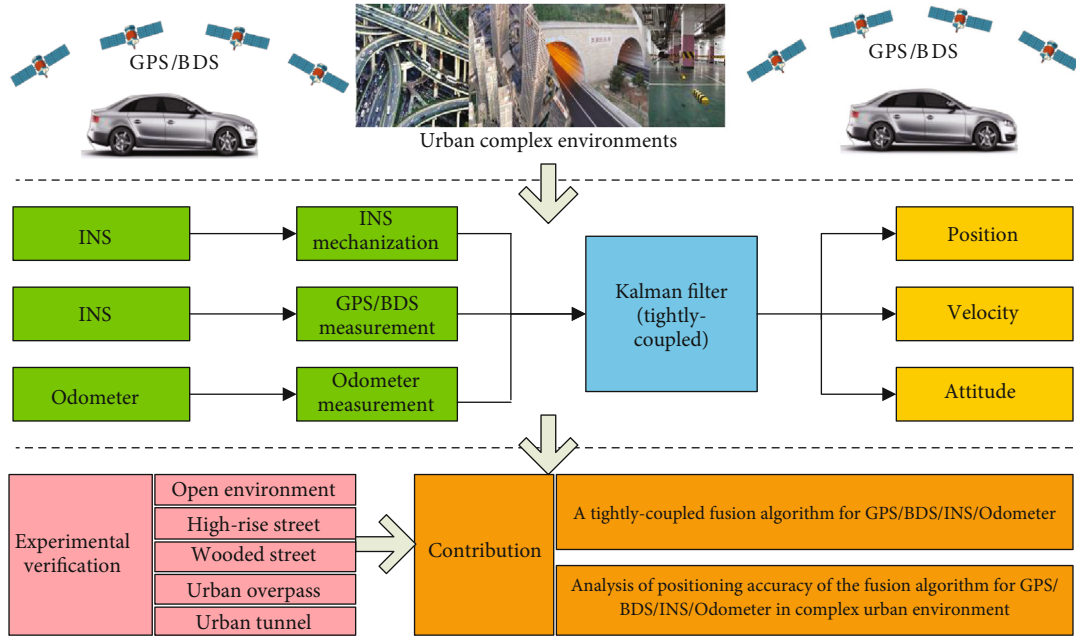 GPS/BDS
GPS/BDS
Urban complex environments
INS
INS
mechanization
INS
GPS/BDS
measurement
Odometer
Odometer
measurement
Kalman filter
(tightly-
coupled)
Position
Velocity
Attitude
Experimental
verification
Open environment
High-rise street
Wooded street
Urban overpass
Urban tunnel
Contribution
A tightly-coupled fusion algorithm for GPS/BDS/INS/Odometer
Analysis of positioning accuracy of the fusion algorithm for GPS/
BDS/INS/Odometer in complex urban environment